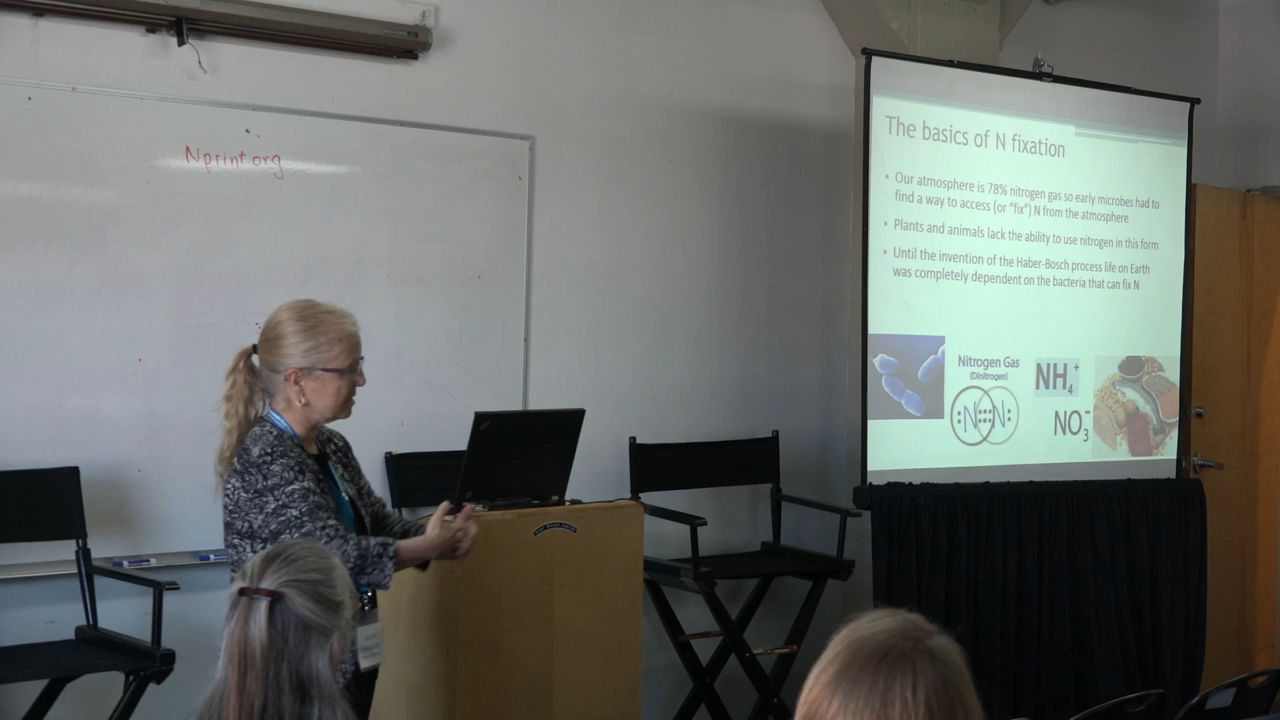 Nprint.org
The basics of N fixation
• Our atmosphere is 78% nitrogen gas so early microbes had to
find a way to access (or “fix”) N from the atmosphere
• Plants and animals lack the ability to use nitrogen in this form
• Until the invention of the Haber-Bosch process life on Earth
was completely dependent on the bacteria that can fix N
Nitrogen Gas
(Dinitrogen)
N N
NH4+
NO3-